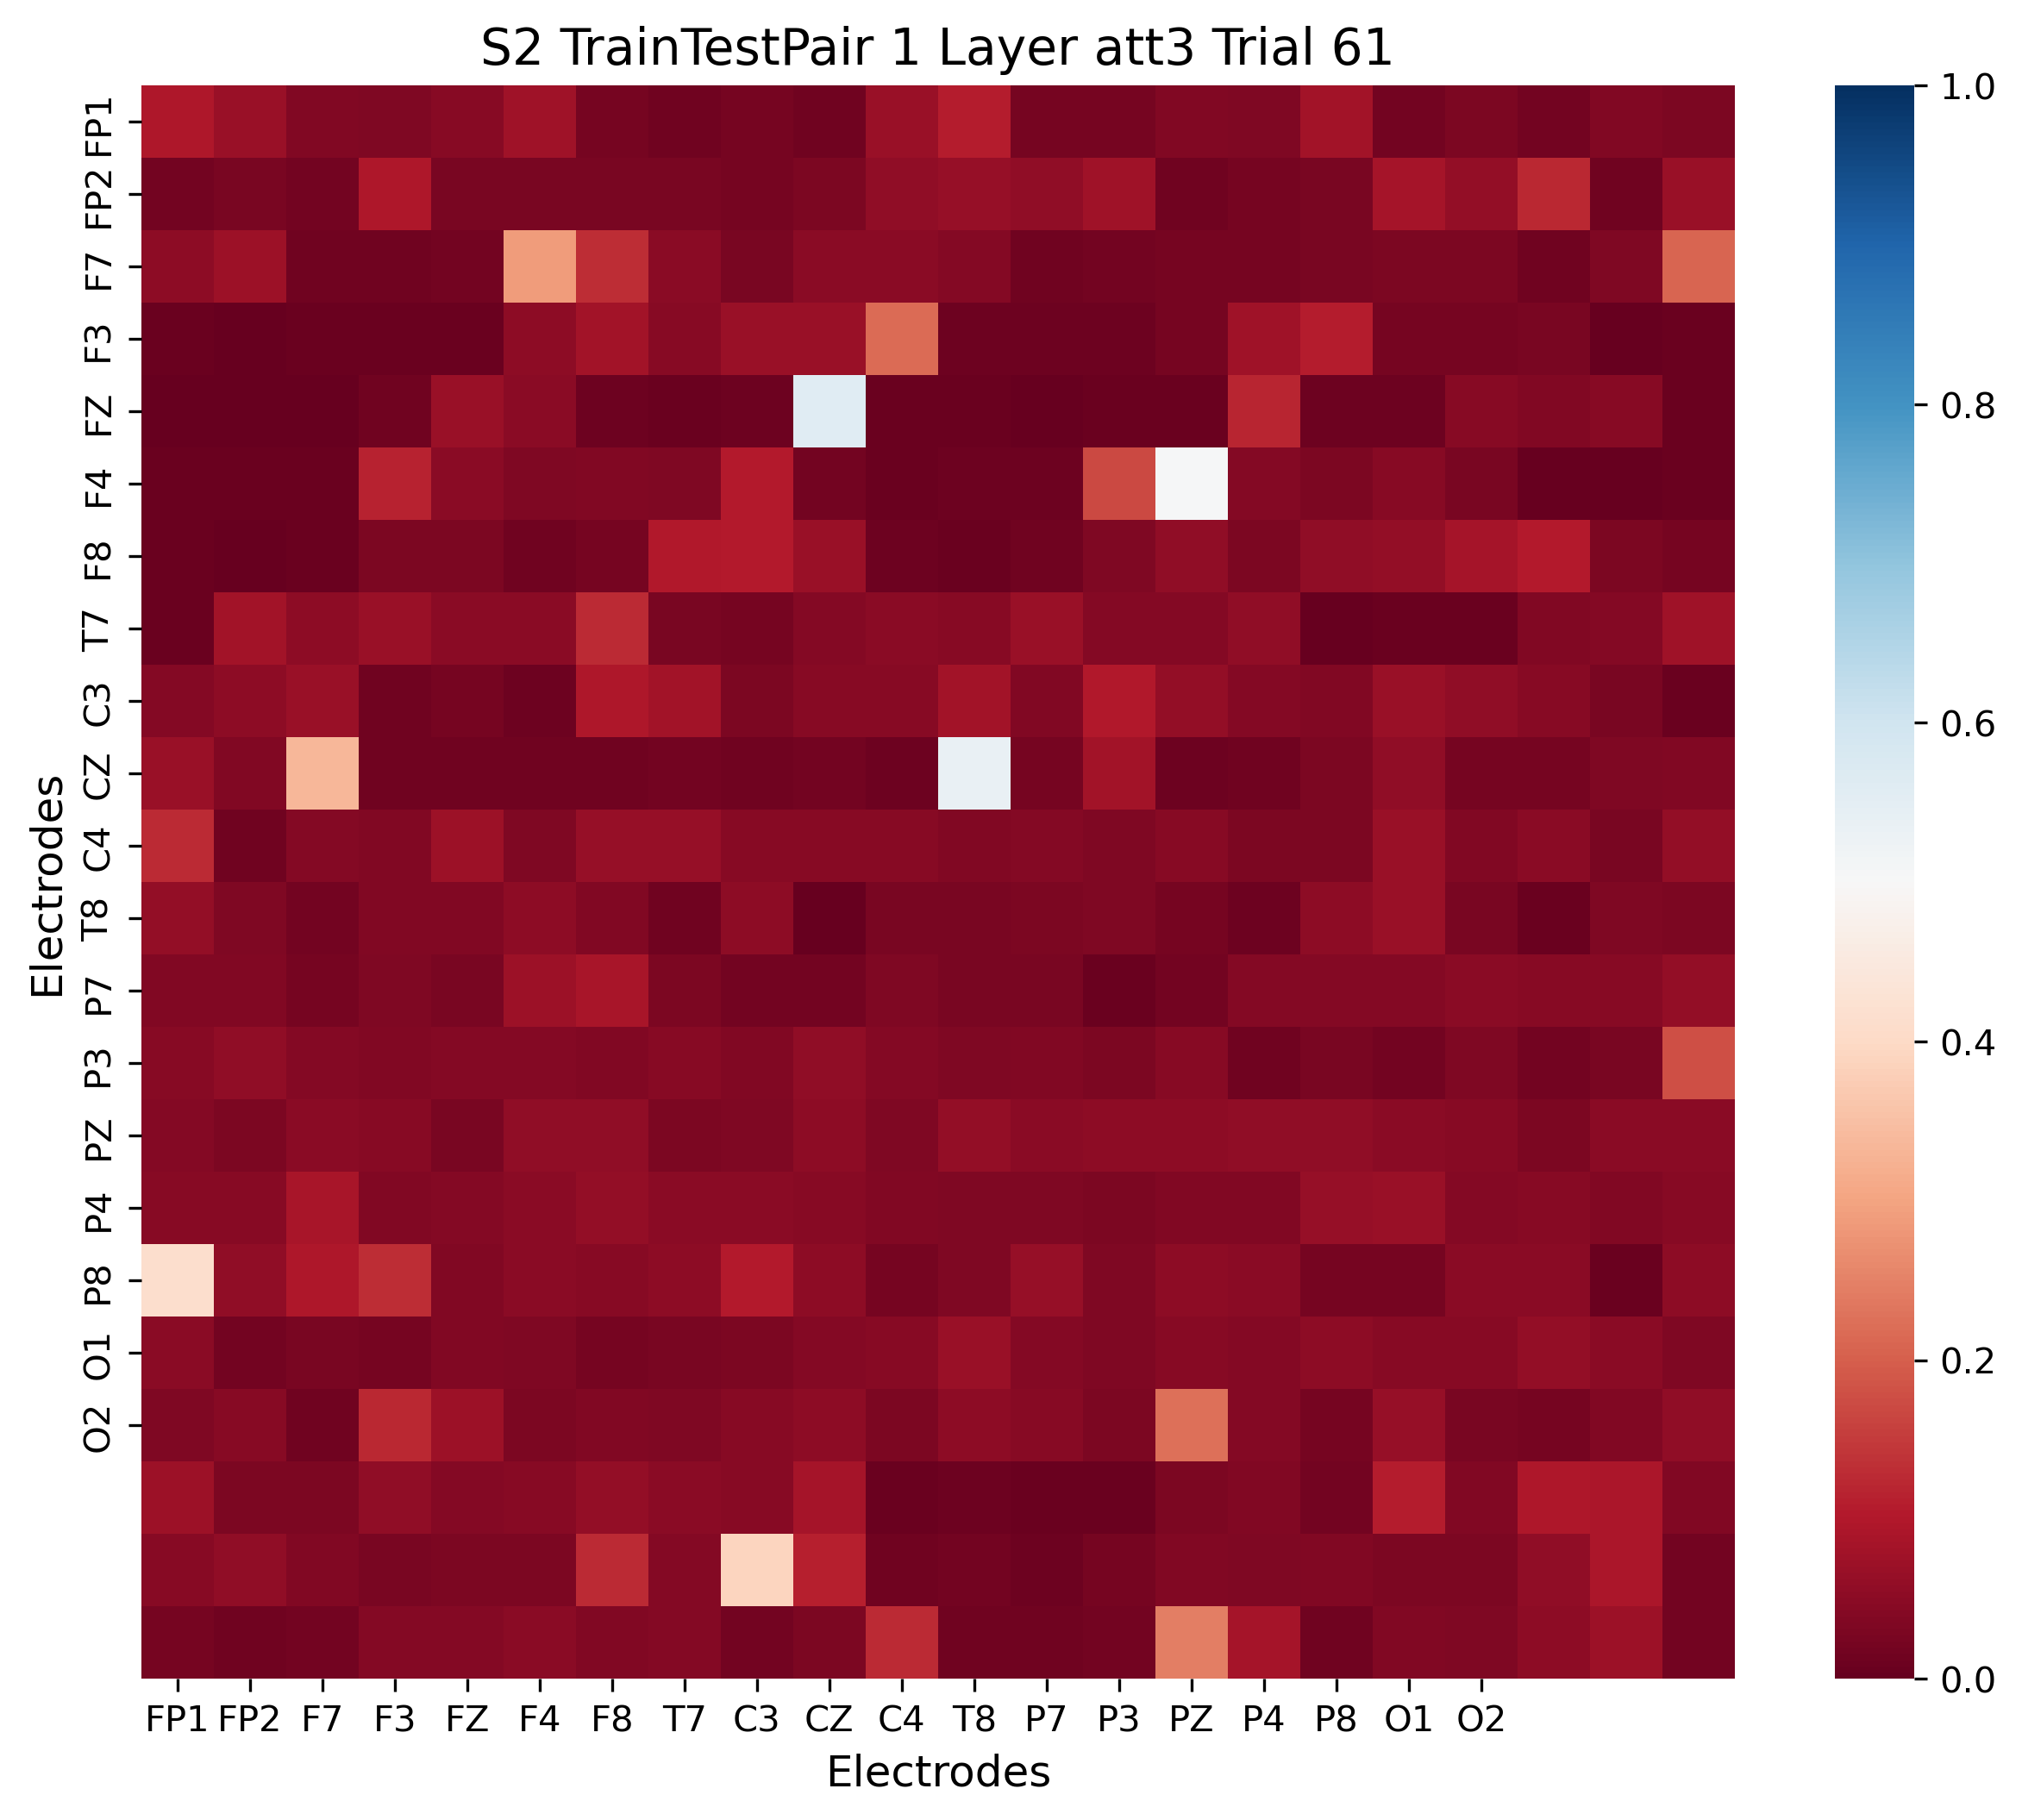 S2 TrainTestPair 1 Layer att3 Trial 61
Electrodes
FP1
FP2
F7
F3
FZ
F4
F8
T7
C3
CZ
C4
T8
P7
P3
PZ
P4
P8
O1
O2
FP1 FP2 F7 F3 FZ F4 F8 T7 C3 CZ C4 T8 P7 P3 PZ P4 P8 O1 O2
Electrodes
1.0
0.8
0.6
0.4
0.2
0.0